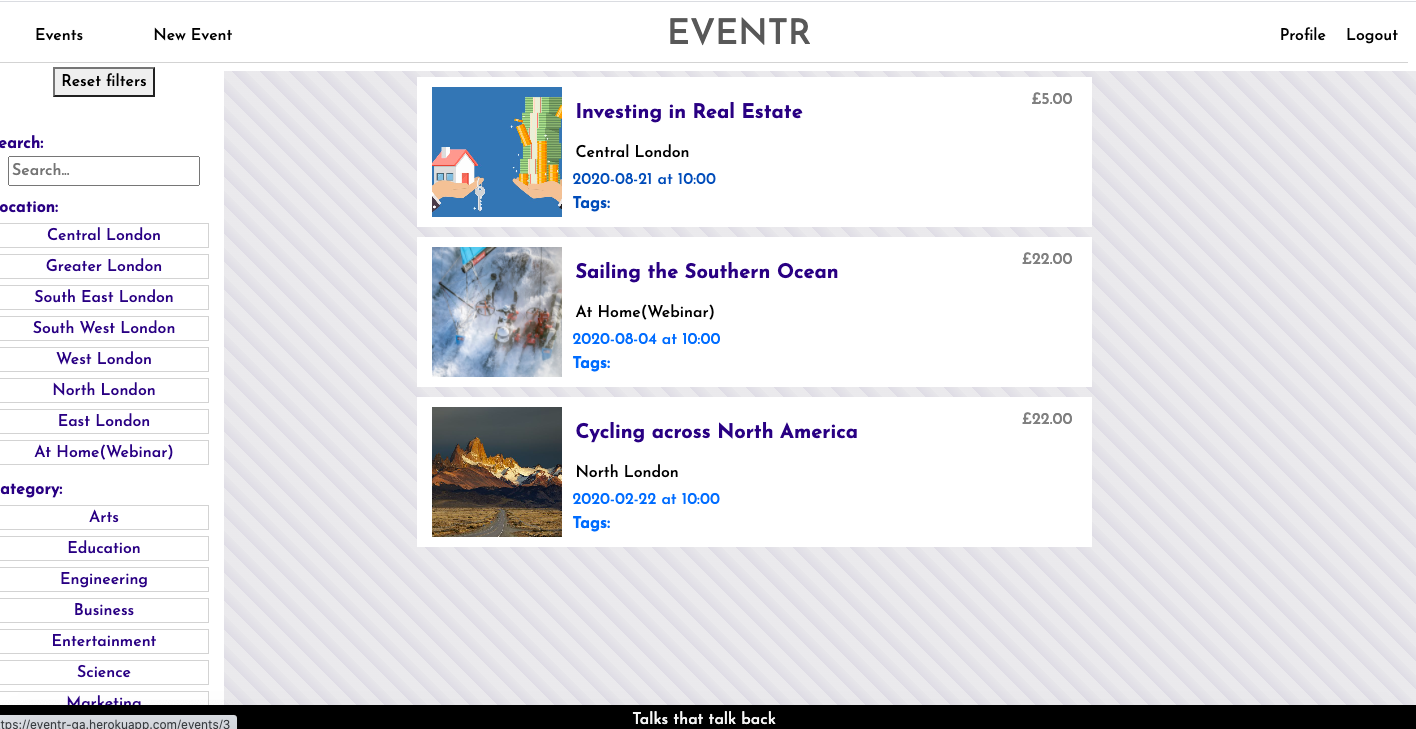 Events
New Event
EVENTR
Profile
Logout
Reset filters
earch:
Search...
ocation:
Central London
Greater London
South East London
South West London
West London
North London
East London
At Home(Webinar)
ategory:
Arts
Education
Engineering
Business
Entertainment
Science
Marketing
Investing in Real Estate
£5.00
Central London
2020-08-21 at 10:00
Tags:
Sailing the Southern Ocean
£22.00
At Home(Webinar)
2020-08-04 at 10:00
Tags:
Cycling across North America
£22.00
North London
2020-02-22 at 10:00
Tags:
Talks that talk back
tps://eventr-ga.herokuapp.com/events/3